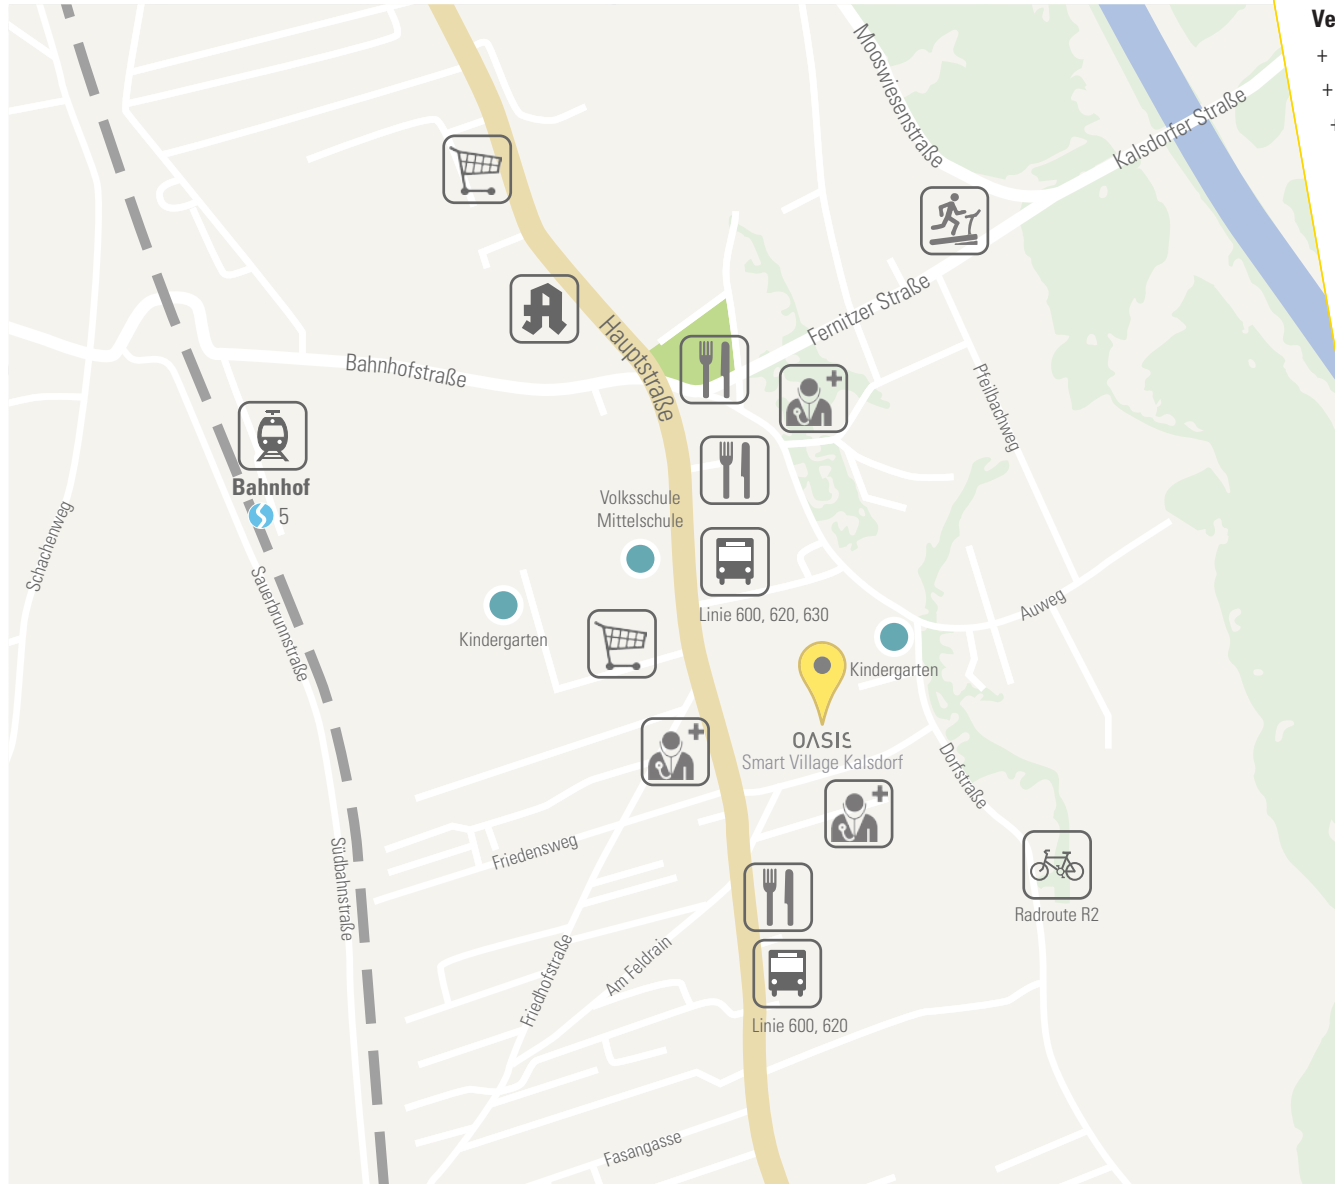 Ve
+
+
+
Mooswiesenstraße
Kalsdorfer Straße
Fernitzer Straße
Hauptstraße
Bahnhofstraße
Pfeilbachweg
Bahnhof
5
Schachenweg
Volksschule
Mittelschule
Sauerbrunnstraße
Kindergarten
Linie 600, 620, 630
Auweg
Kindergarten
OASIS
Smart Village Kalsdorf
Dorfstraße
Friedensweg
Südbahnstraße
Radroute R2
Friedhofstraße
Am Feldrain
Linie 600, 620
Fasangasse